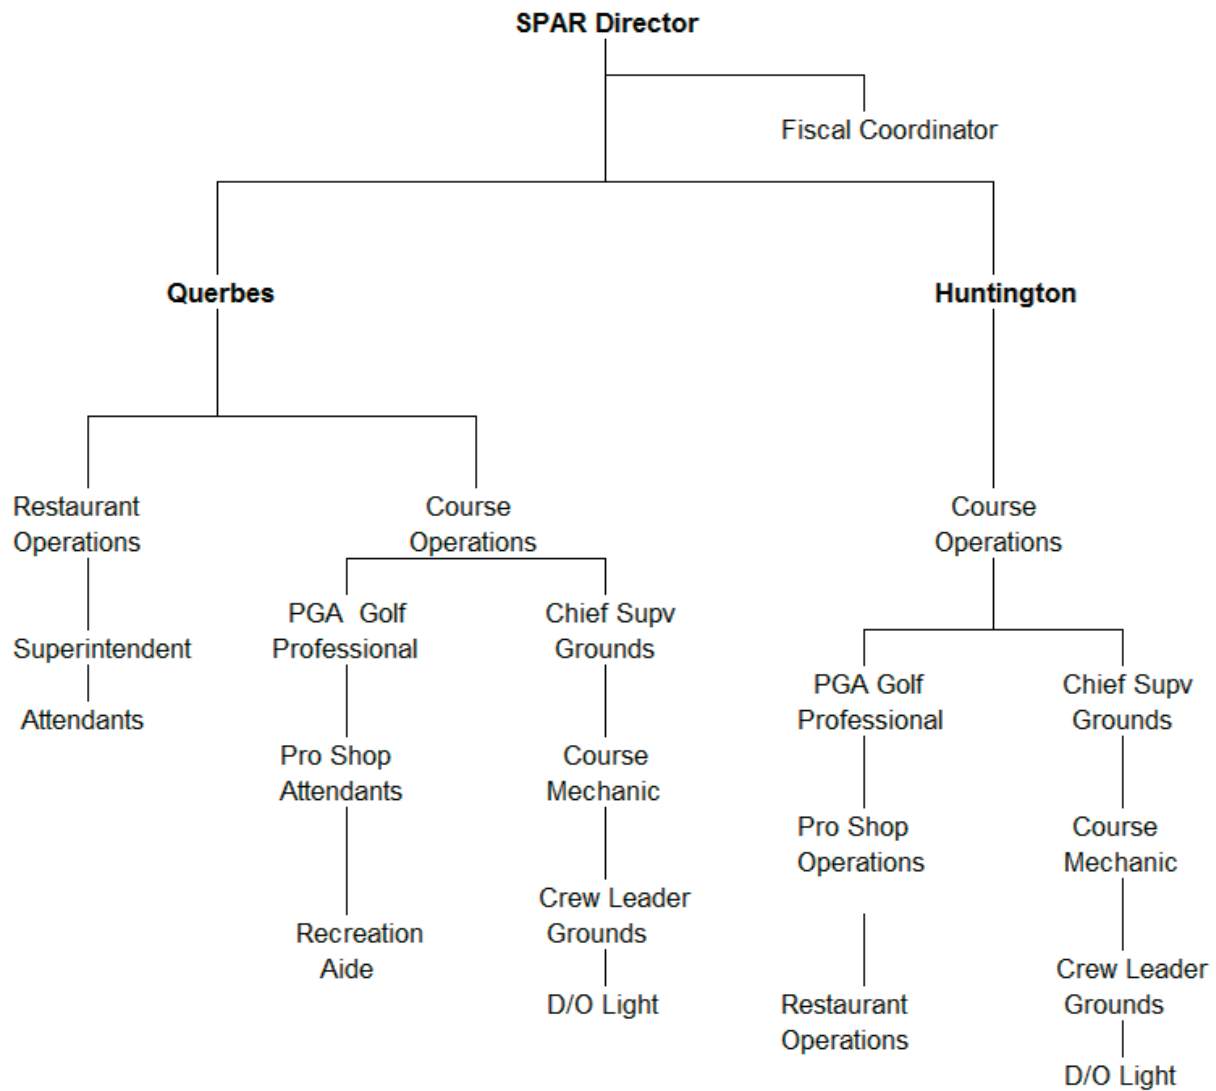 SPAR Director
Fiscal Coordinator
Querbes
Huntington
Restaurant
Operations
Course
Operations
Course
Operations
Superintendent
Attendants
PGA  Golf
Professional
Chief Supv
Grounds
Pro Shop
Attendants
Course
Mechanic
Recreation
Aide
Crew Leader
Grounds
D/O Light
PGA Golf
Professional
Chief Supv
Grounds
Pro Shop
Operations
Course
Mechanic
Restaurant
Operations
Crew Leader
Grounds
D/O Light